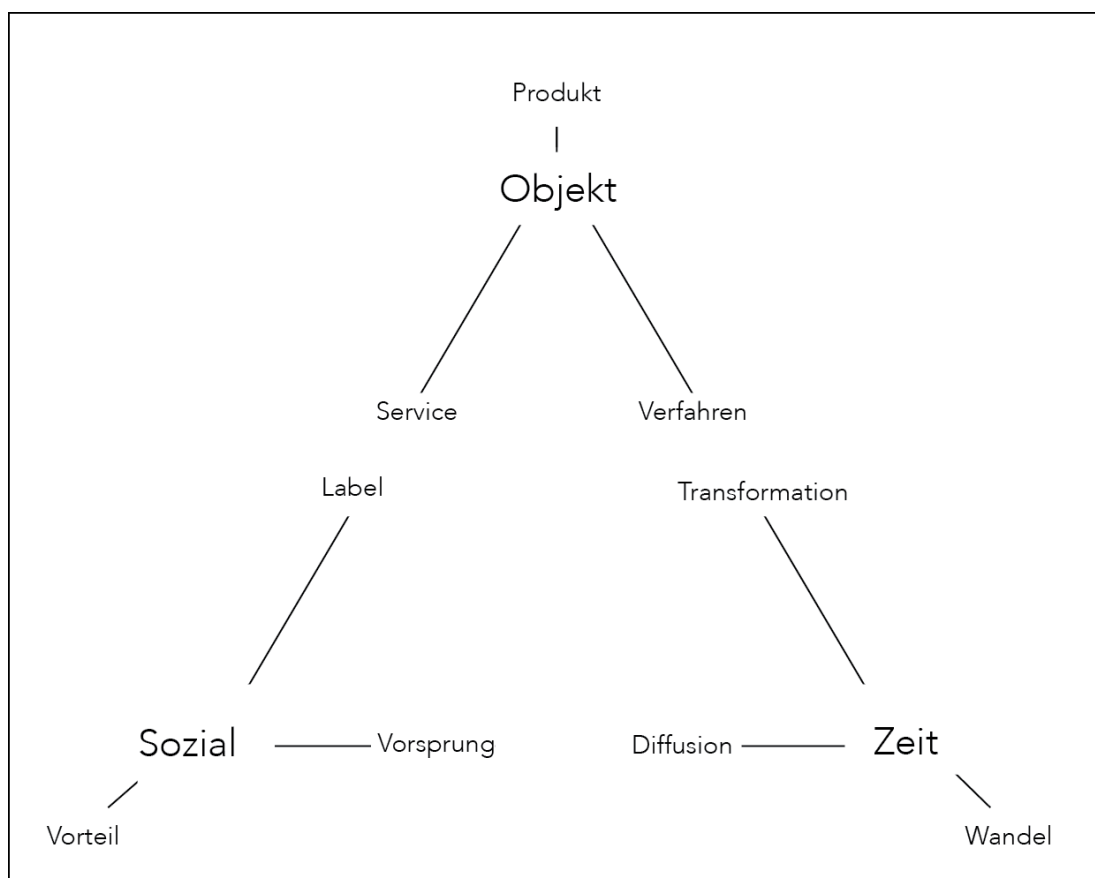 Produkt
Objekt
Service
Verfahren
Label
Transformation
Sozial
Vorsprung
Diffusion
Zeit
Vorteil
Wandel